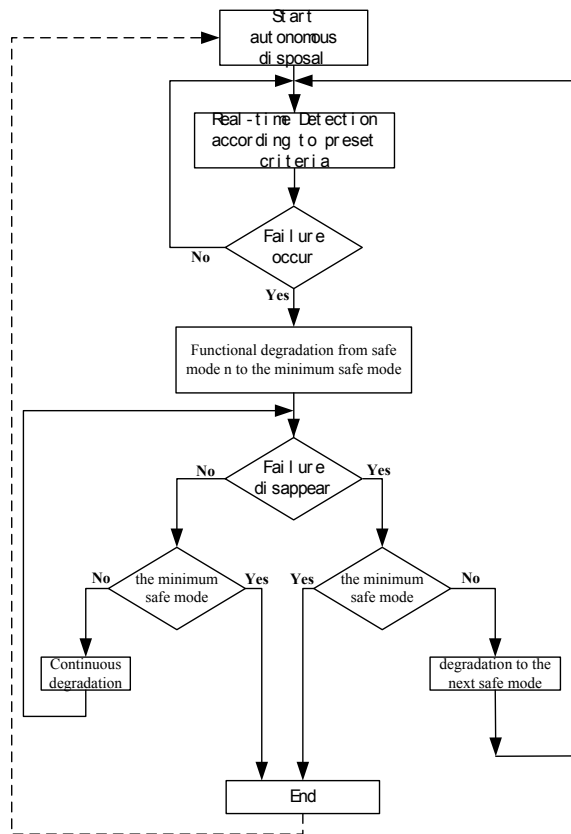 Start
autonomous
disposal
Real-time Detection
according to preset
criteria
Failure
occur
No
Yes
Functional degradation from safe
mode n to the minimum safe mode
Failure
disappear
No
Yes
the minimum
safe mode
No
Yes
the minimum
safe mode
Yes
No
Continuous
degradation
degradation to the
next safe mode
End